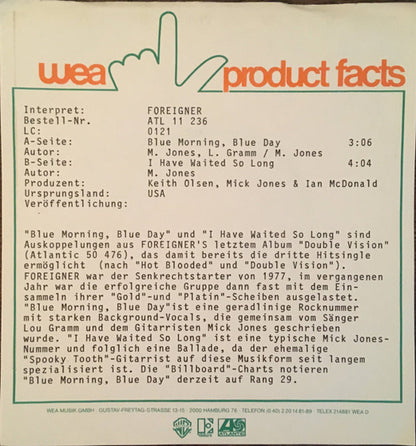 wea product facts
Interpret: FOREIGNER
Bestell-Nr. ATL 11 236
LC: 0121
A-Seite: Blue Morning, Blue Day 3:06
Autor: M. Jones, L. Gramm / M. Jones
B-Seite: I Have Waited So Long 4:04
Autor: M. Jones
Produzent: Keith Olsen, Mick Jones & Ian McDonald
Ursprungsland: USA
Veröffentlichung:
"Blue Morning, Blue Day" und "I Have Waited So Long" sind
Auskoppelungen aus FOREIGNER'S letztem Album "Double Vision"
(Atlantic 50 476), das damit bereits die dritte Hitsingle
ermöglicht (nach "Hot Blooded" und "Double Vision").
FOREIGNER war der Senkrechtstarter von 1977, im vergangenen
Jahr war die erfolgreiche Gruppe dann fast mit dem Ein-
sammeln ihrer "Gold"-und "Platin"-Scheiben ausgelastet.
"Blue Morning, Blue Day"ist eine geradlinige Rocknummer
mit starken Background-Vocals, die gemeinsam vom Sänger
Lou Gramm und dem Gitarristen Mick Jones geschrieben
wurde. "I Have Waited So Long" ist eine typische Mick Jones-
Nummer und folglich eine Ballade, da der ehemalige
"Spooky Tooth"-Gitarrist auf diese Musikform seit langem
spezialisiert ist. Die "Billboard"-Charts notieren
"Blue Morning, Blue Day" derzeit auf Rang 29.
WEA MUSIK GMBH · GUSTAV-FREYTAG-STRASSE 13-15 · 2000 HAMBURG 76 · TELEFON (0 40) 2 20 14 81-89 · TELEX 214881 WEA D
ATLANTIC